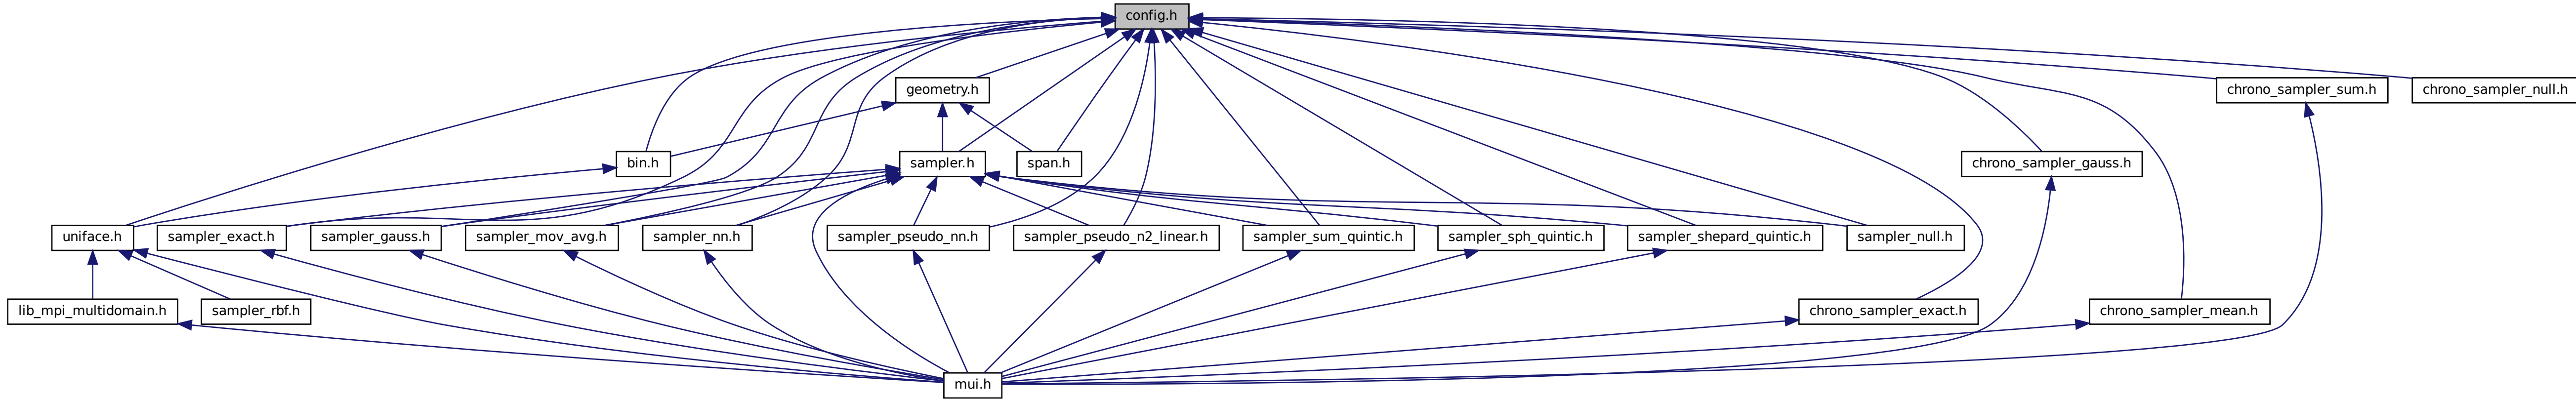 config.h
geometry.h
chrono_sampler_sum.h
chrono_sampler_null.h
bin.h
sampler.h
span.h
chrono_sampler_gauss.h
uniface.h
sampler_exact.h
sampler_gauss.h
sampler_mov_avg.h
sampler_nn.h
sampler_pseudo_nn.h
sampler_pseudo_n2_linear.h
sampler_sum_quintic.h
sampler_sph_quintic.h
sampler_shepard_quintic.h
sampler_null.h
lib_mpi_multidomain.h
sampler_rbf.h
chrono_sampler_exact.h
chrono_sampler_mean.h
mui.h